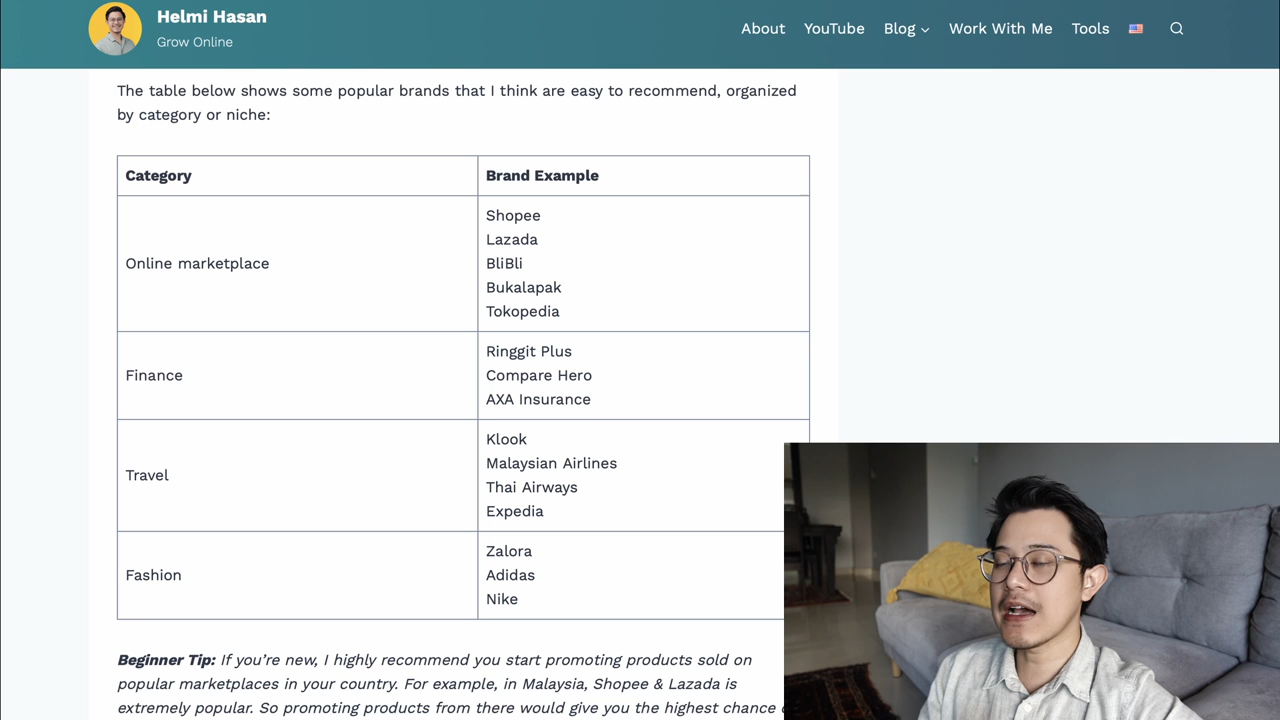 Helmi Hasan
Grow Online
About YouTube Blog Work With Me Tools
The table below shows some popular brands that I think are easy to recommend, organized
by category or niche:
Category Brand Example
Online marketplace
Shopee
Lazada
BliBli
Bukalapak
Tokopedia
Finance
Ringgit Plus
Compare Hero
AXA Insurance
Travel
Klook
Malaysian Airlines
Thai Airways
Expedia
Fashion
Zalora
Adidas
Nike
Beginner Tip: If you’re new, I highly recommend you start promoting products sold on
popular marketplaces in your country. For example, in Malaysia, Shopee & Lazada is
extremely popular. So promoting products from there would give you the highest chance